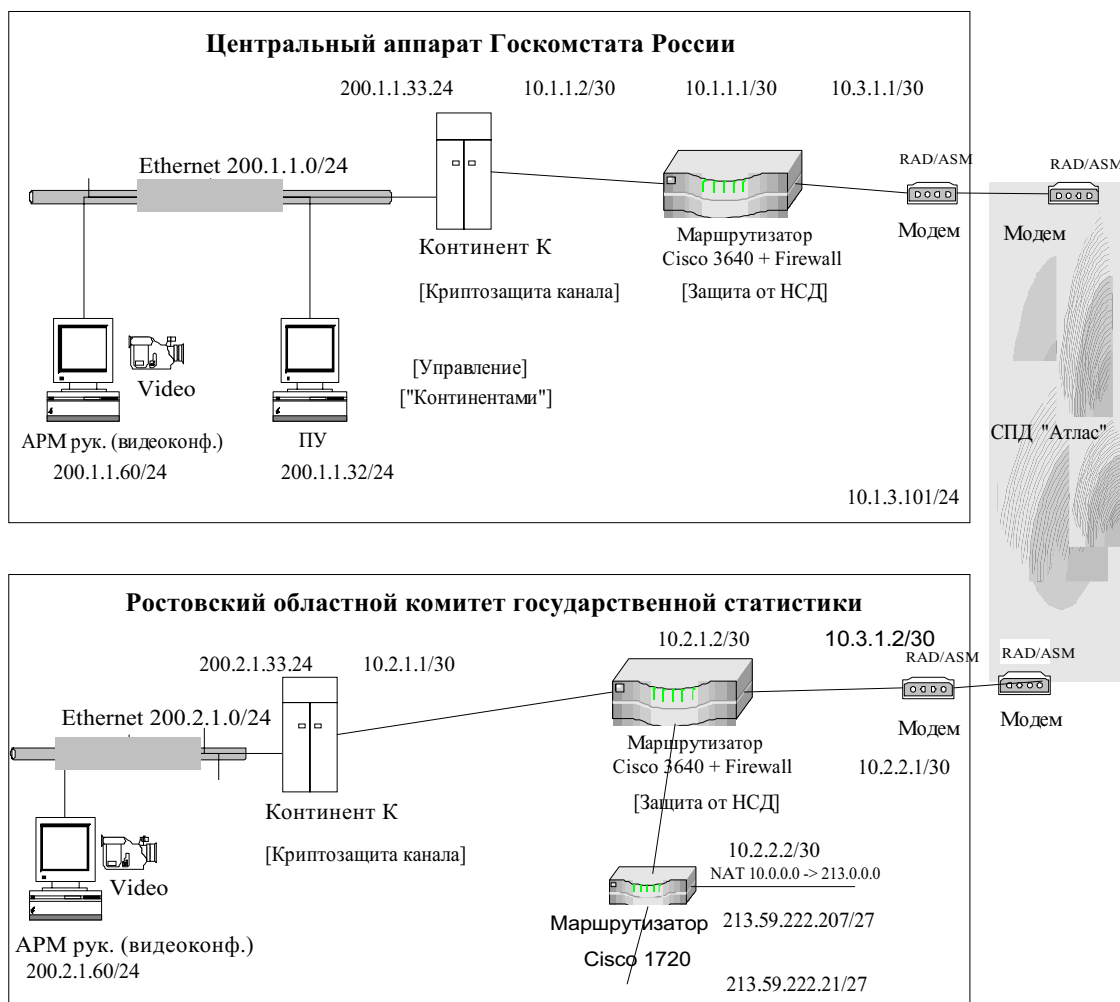 Центральный аппарат Госкомстата России
200.1.1.33.24
10.1.1.2/30
10.1.1.1/30
10.3.1.1/30
Ethernet 200.1.1.0/24
RAD/ASM
RAD/ASM
Континент К
Маршрутизатор
Cisco 3640 + Firewall
Модем
Модем
[Криптозащита канала]
[Защита от НСД]
Video
[Управление]
["Континентами"]
АРМ рук. (видеоконф.)
200.1.1.60/24
ПУ
200.1.1.32/24
СПД "Атлас"
10.1.3.101/24
Ростовский областной комитет государственной статистики
200.2.1.33.24
10.2.1.1/30
10.2.1.2/30
10.3.1.2/30
RAD/ASM
RAD/ASM
Ethernet 200.2.1.0/24
Модем
Модем
Маршрутизатор
Cisco 3640 + Firewall
10.2.2.1/30
[Защита от НСД]
Континент К
[Криптозащита канала]
Video
10.2.2.2/30
NAT 10.0.0.0 -> 213.0.0.0
Маршрутизатор
Cisco 1720
213.59.222.207/27
213.59.222.21/27
АРМ рук. (видеоконф.)
200.2.1.60/24